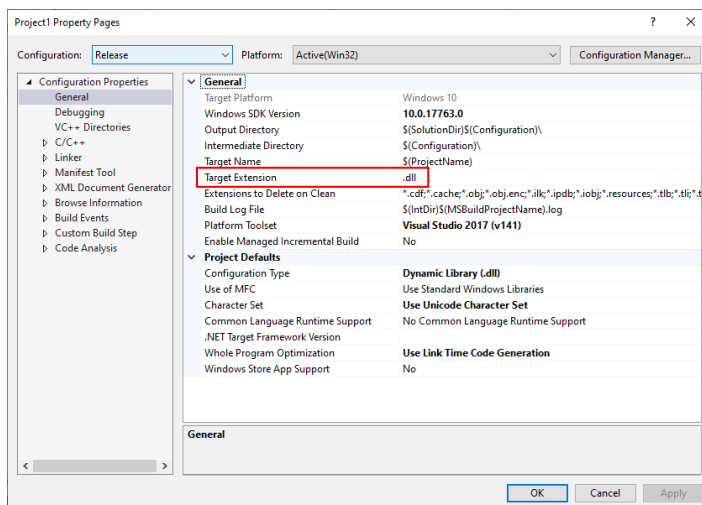 Project1 Property Pages ? ×
Configuration: Release Platform: Active(Win32) Configuration Manager...
Configuration Properties
General
Debugging
VC++ Directories
C/C++
Linker
Manifest Tool
XML Document Generator
Browse Information
Build Events
Custom Build Step
Code Analysis
General
Target Platform Windows 10
Windows SDK Version 10.0.17763.0
Output Directory $(SolutionDir)$(Configuration)\
Intermediate Directory $(Configuration)\
Target Name $(ProjectName)
Target Extension .dll
Extensions to Delete on Clean *.cdf;*.cache;*.obj;*.obj.enc;*.ilk;*.ipdb;*.iobj;*.resources;*.tlb;*.tli;*.t
Build Log File $(IntDir)$(MSBuildProjectName).log
Platform Toolset Visual Studio 2017 (v141)
Enable Managed Incremental Build No
Project Defaults
Configuration Type Dynamic Library (.dll)
Use of MFC Use Standard Windows Libraries
Character Set Use Unicode Character Set
Common Language Runtime Support No Common Language Runtime Support
.NET Target Framework Version
Whole Program Optimization Use Link Time Code Generation
Windows Store App Support No
General
OK Cancel Apply